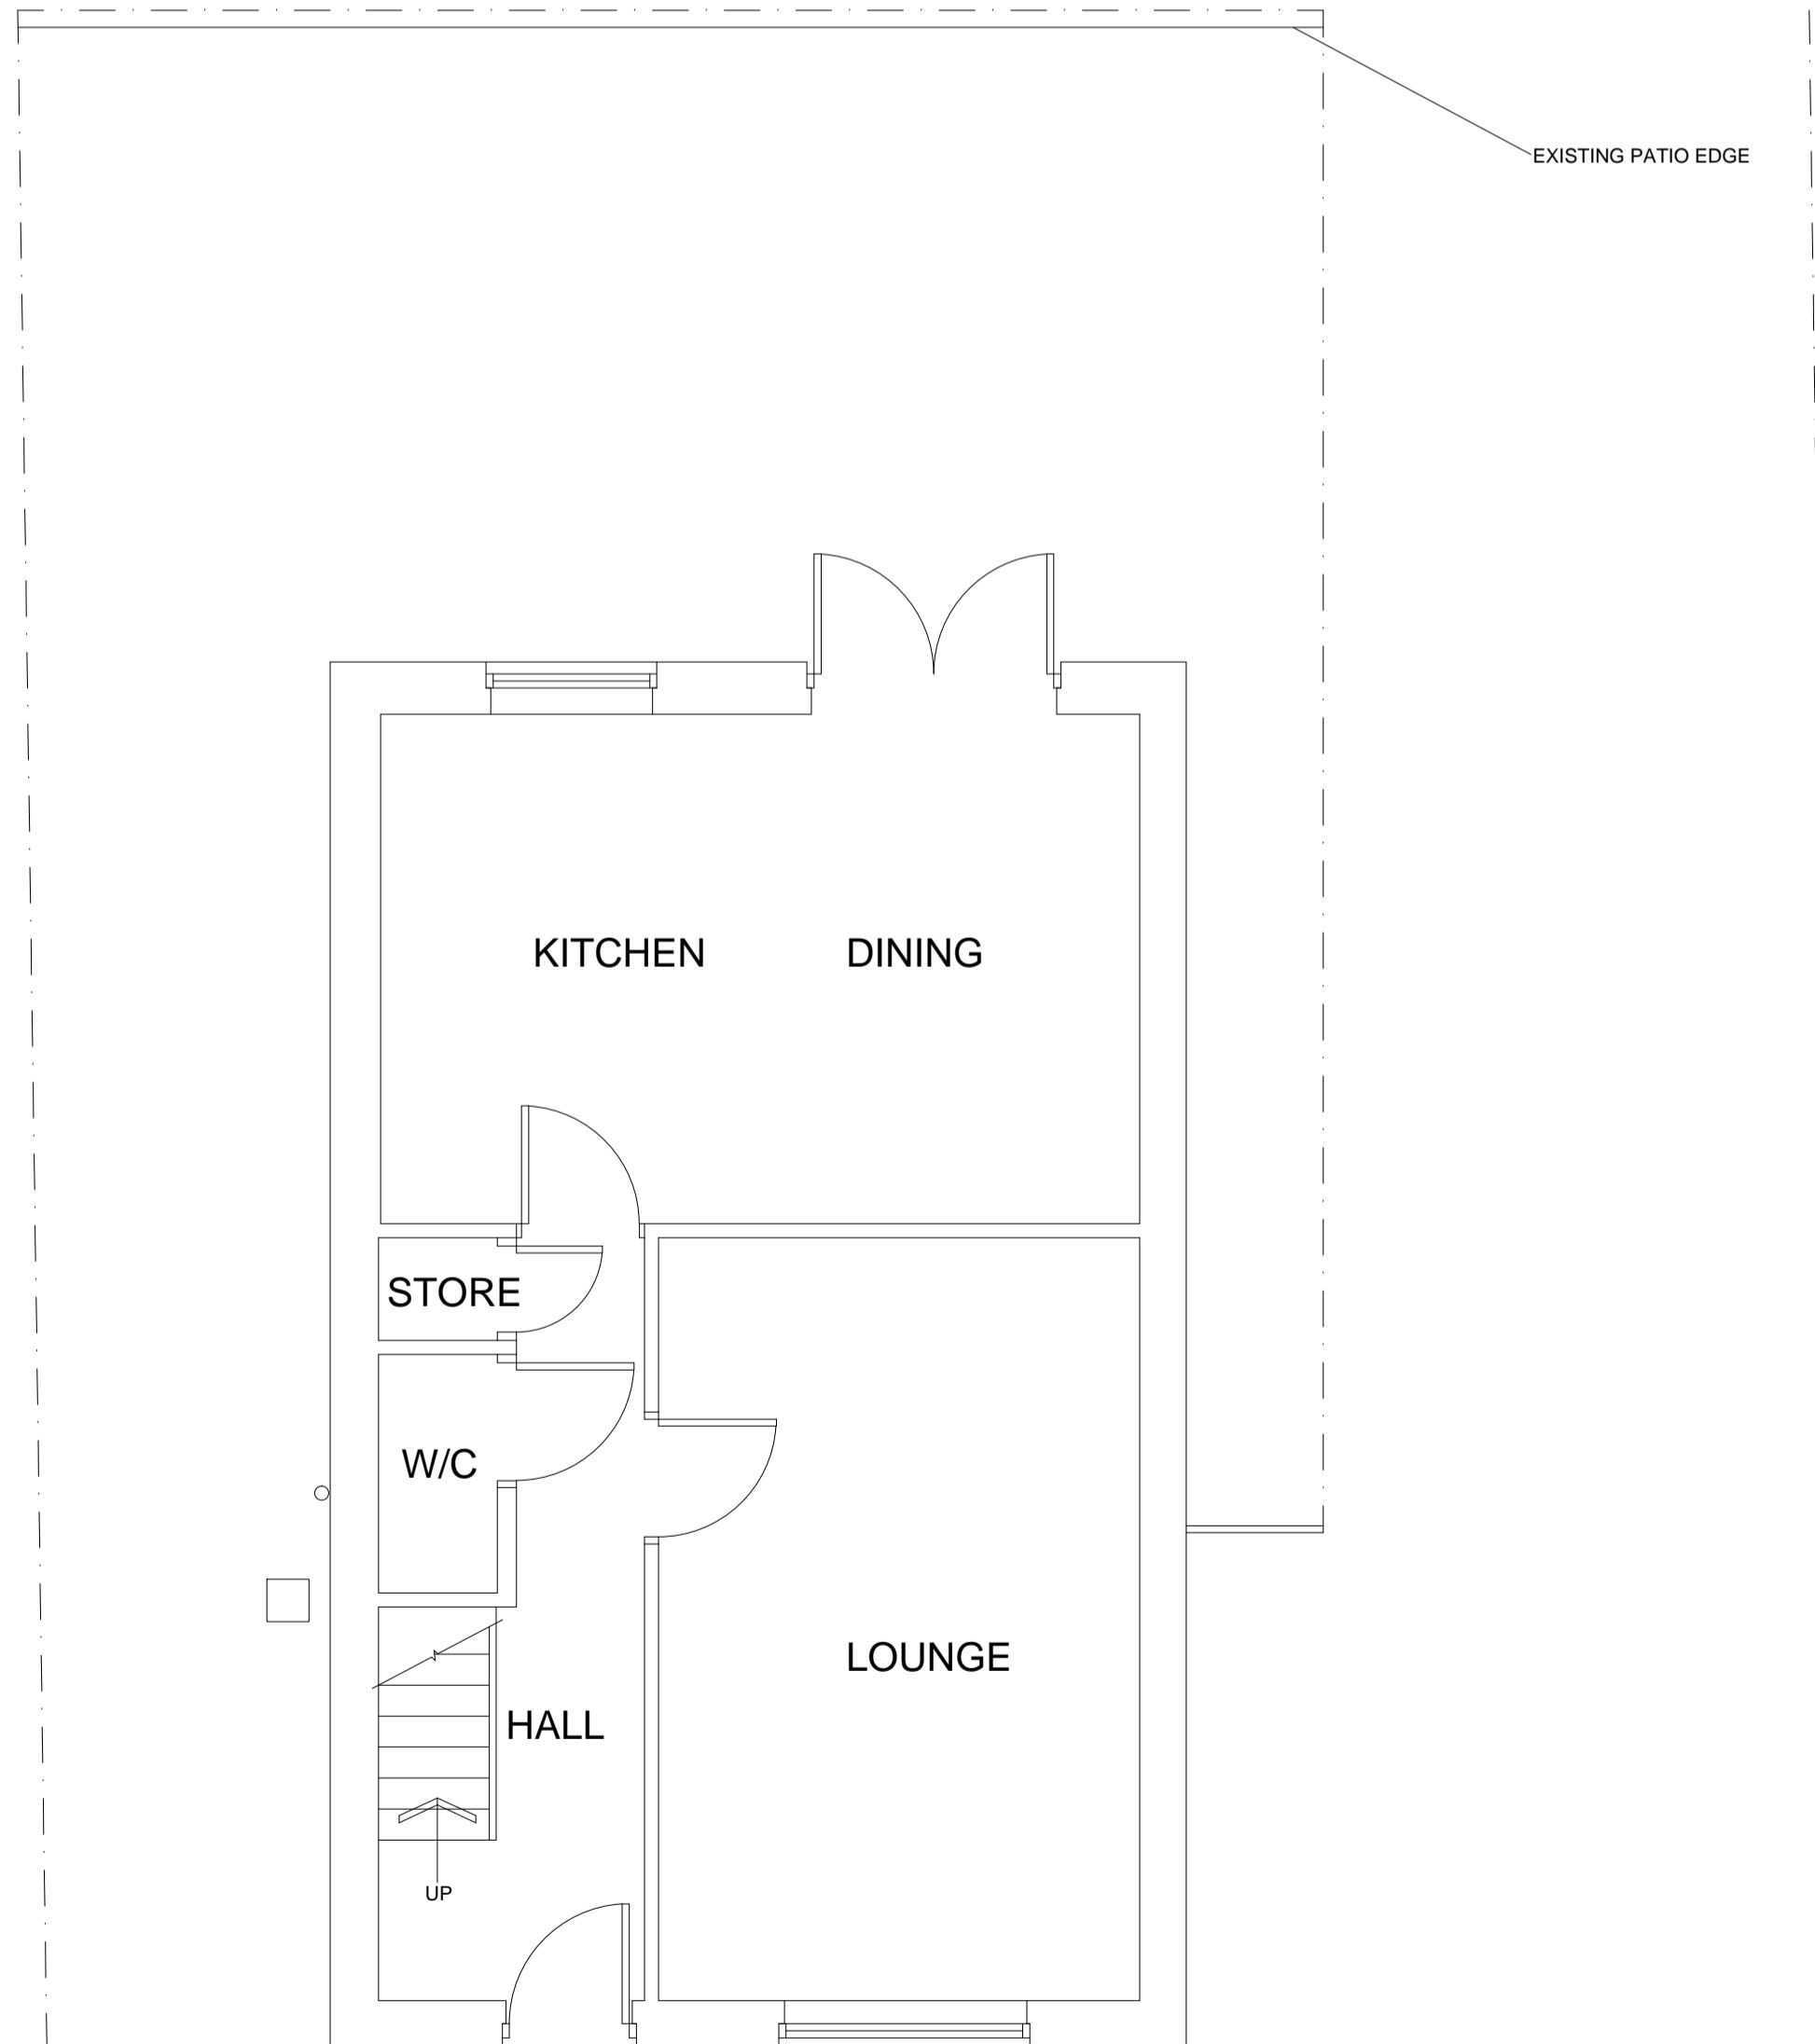 EXISTING PATIO EDGE
KITCHEN
DINING
STORE
W/C
LOUNGE
HALL
UP